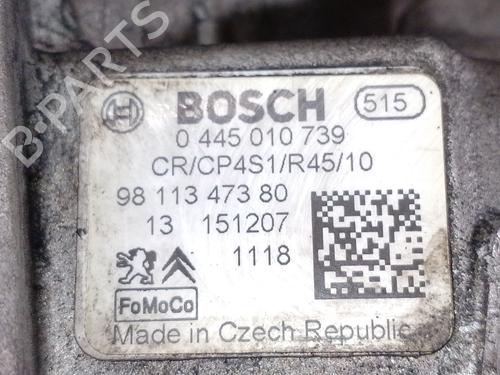 BOSCH 515
0 445 010 739
CR/CP4S1/R45/10
98 113 473 80
13 151207
1118
FoMoCo
Made in Czech Republic
B-PARTS